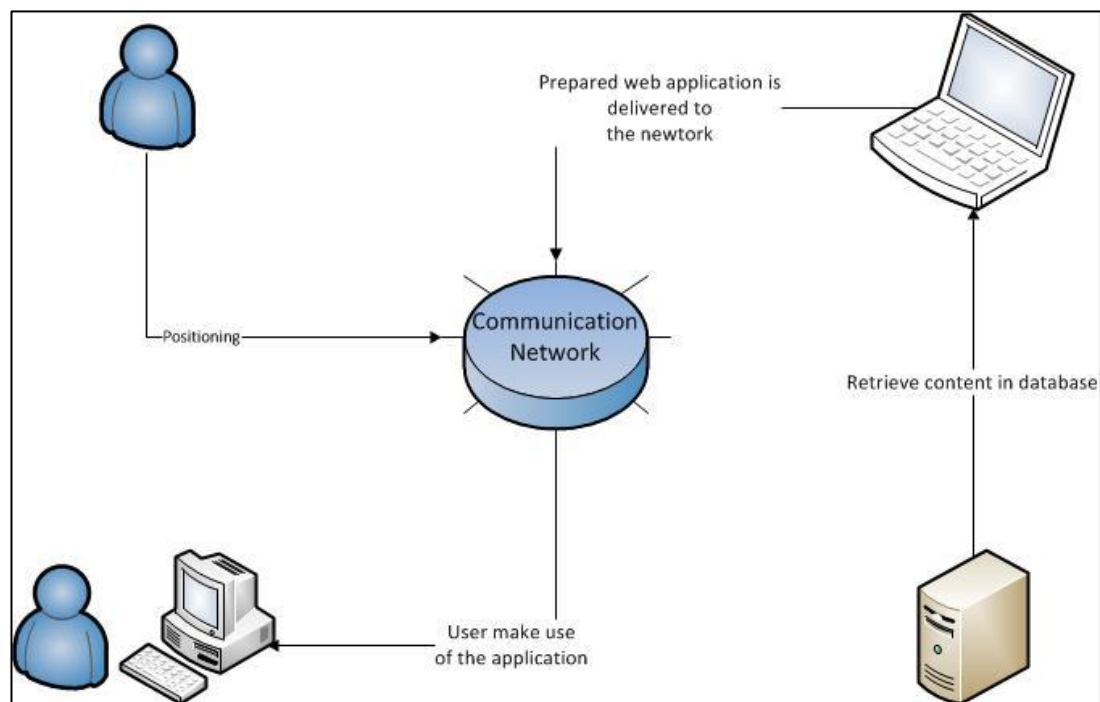 Prepared web application is
delivered to
the newtork
Communication
Network
Positioning
Retrieve content in database
User make use
of the application